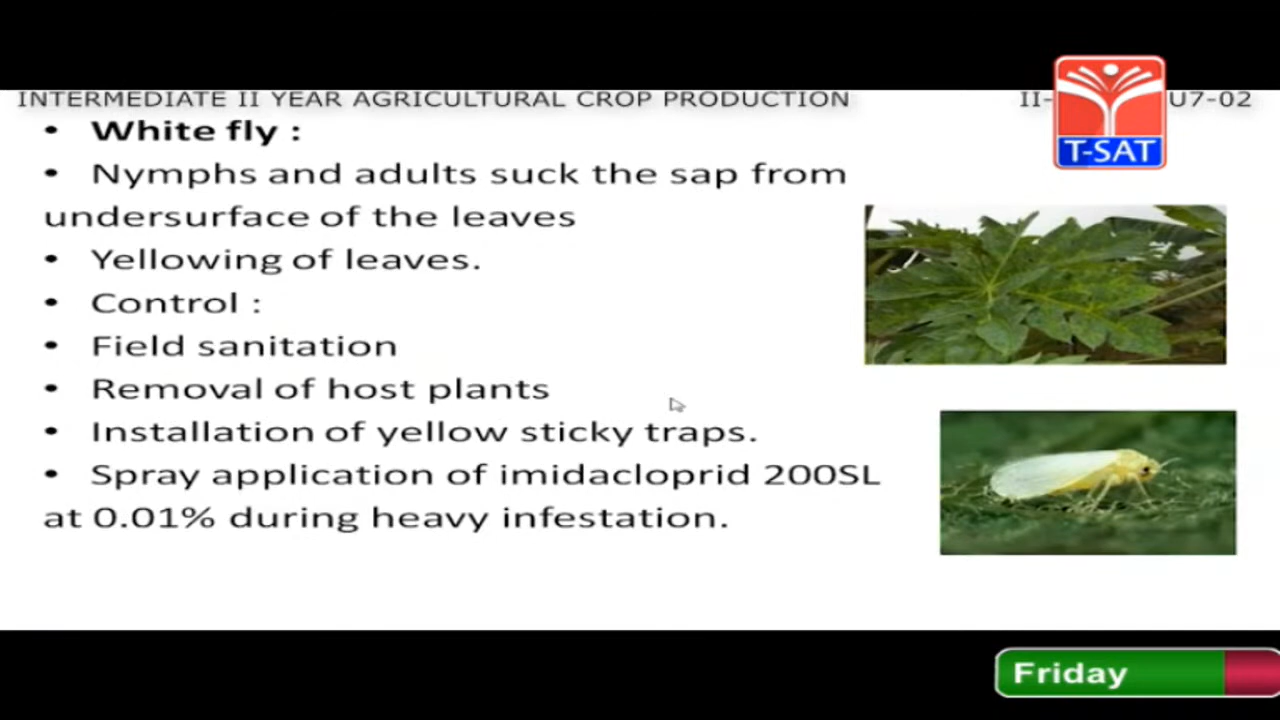 INTERMEDIATE II YEAR AGRICULTURAL CROP PRODUCTION II- U7-02
T-SAT
• White fly :
• Nymphs and adults suck the sap from
undersurface of the leaves
• Yellowing of leaves.
• Control :
• Field sanitation
• Removal of host plants
• Installation of yellow sticky traps.
• Spray application of imidacloprid 200SL
at 0.01% during heavy infestation.
Friday